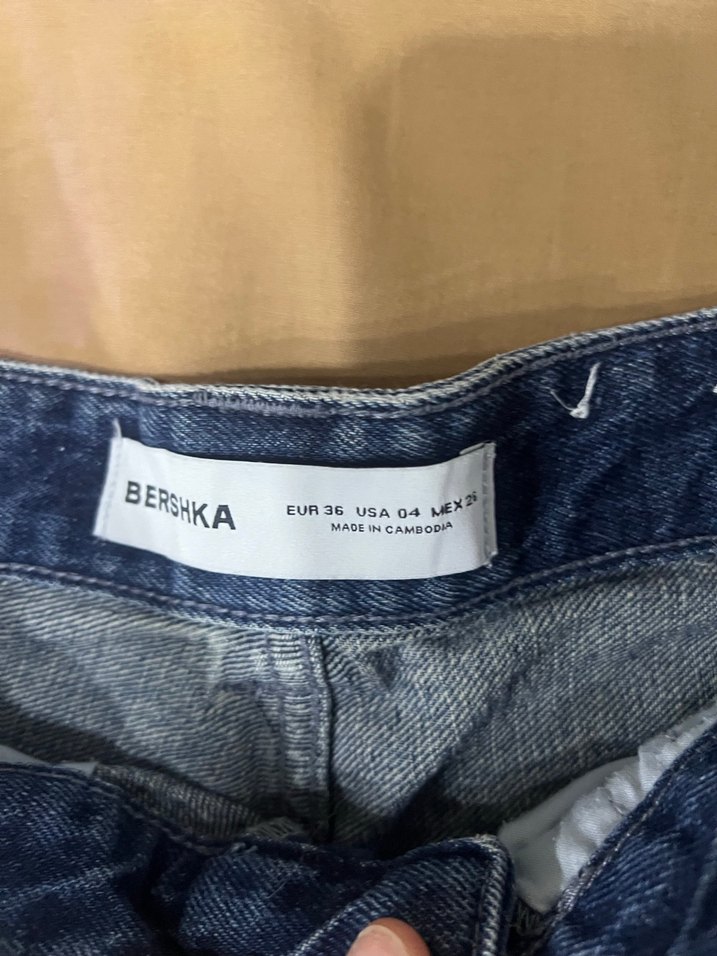 BERSHKA
EUR 36 USA 04 MEX 26
MADE IN CAMBODIA